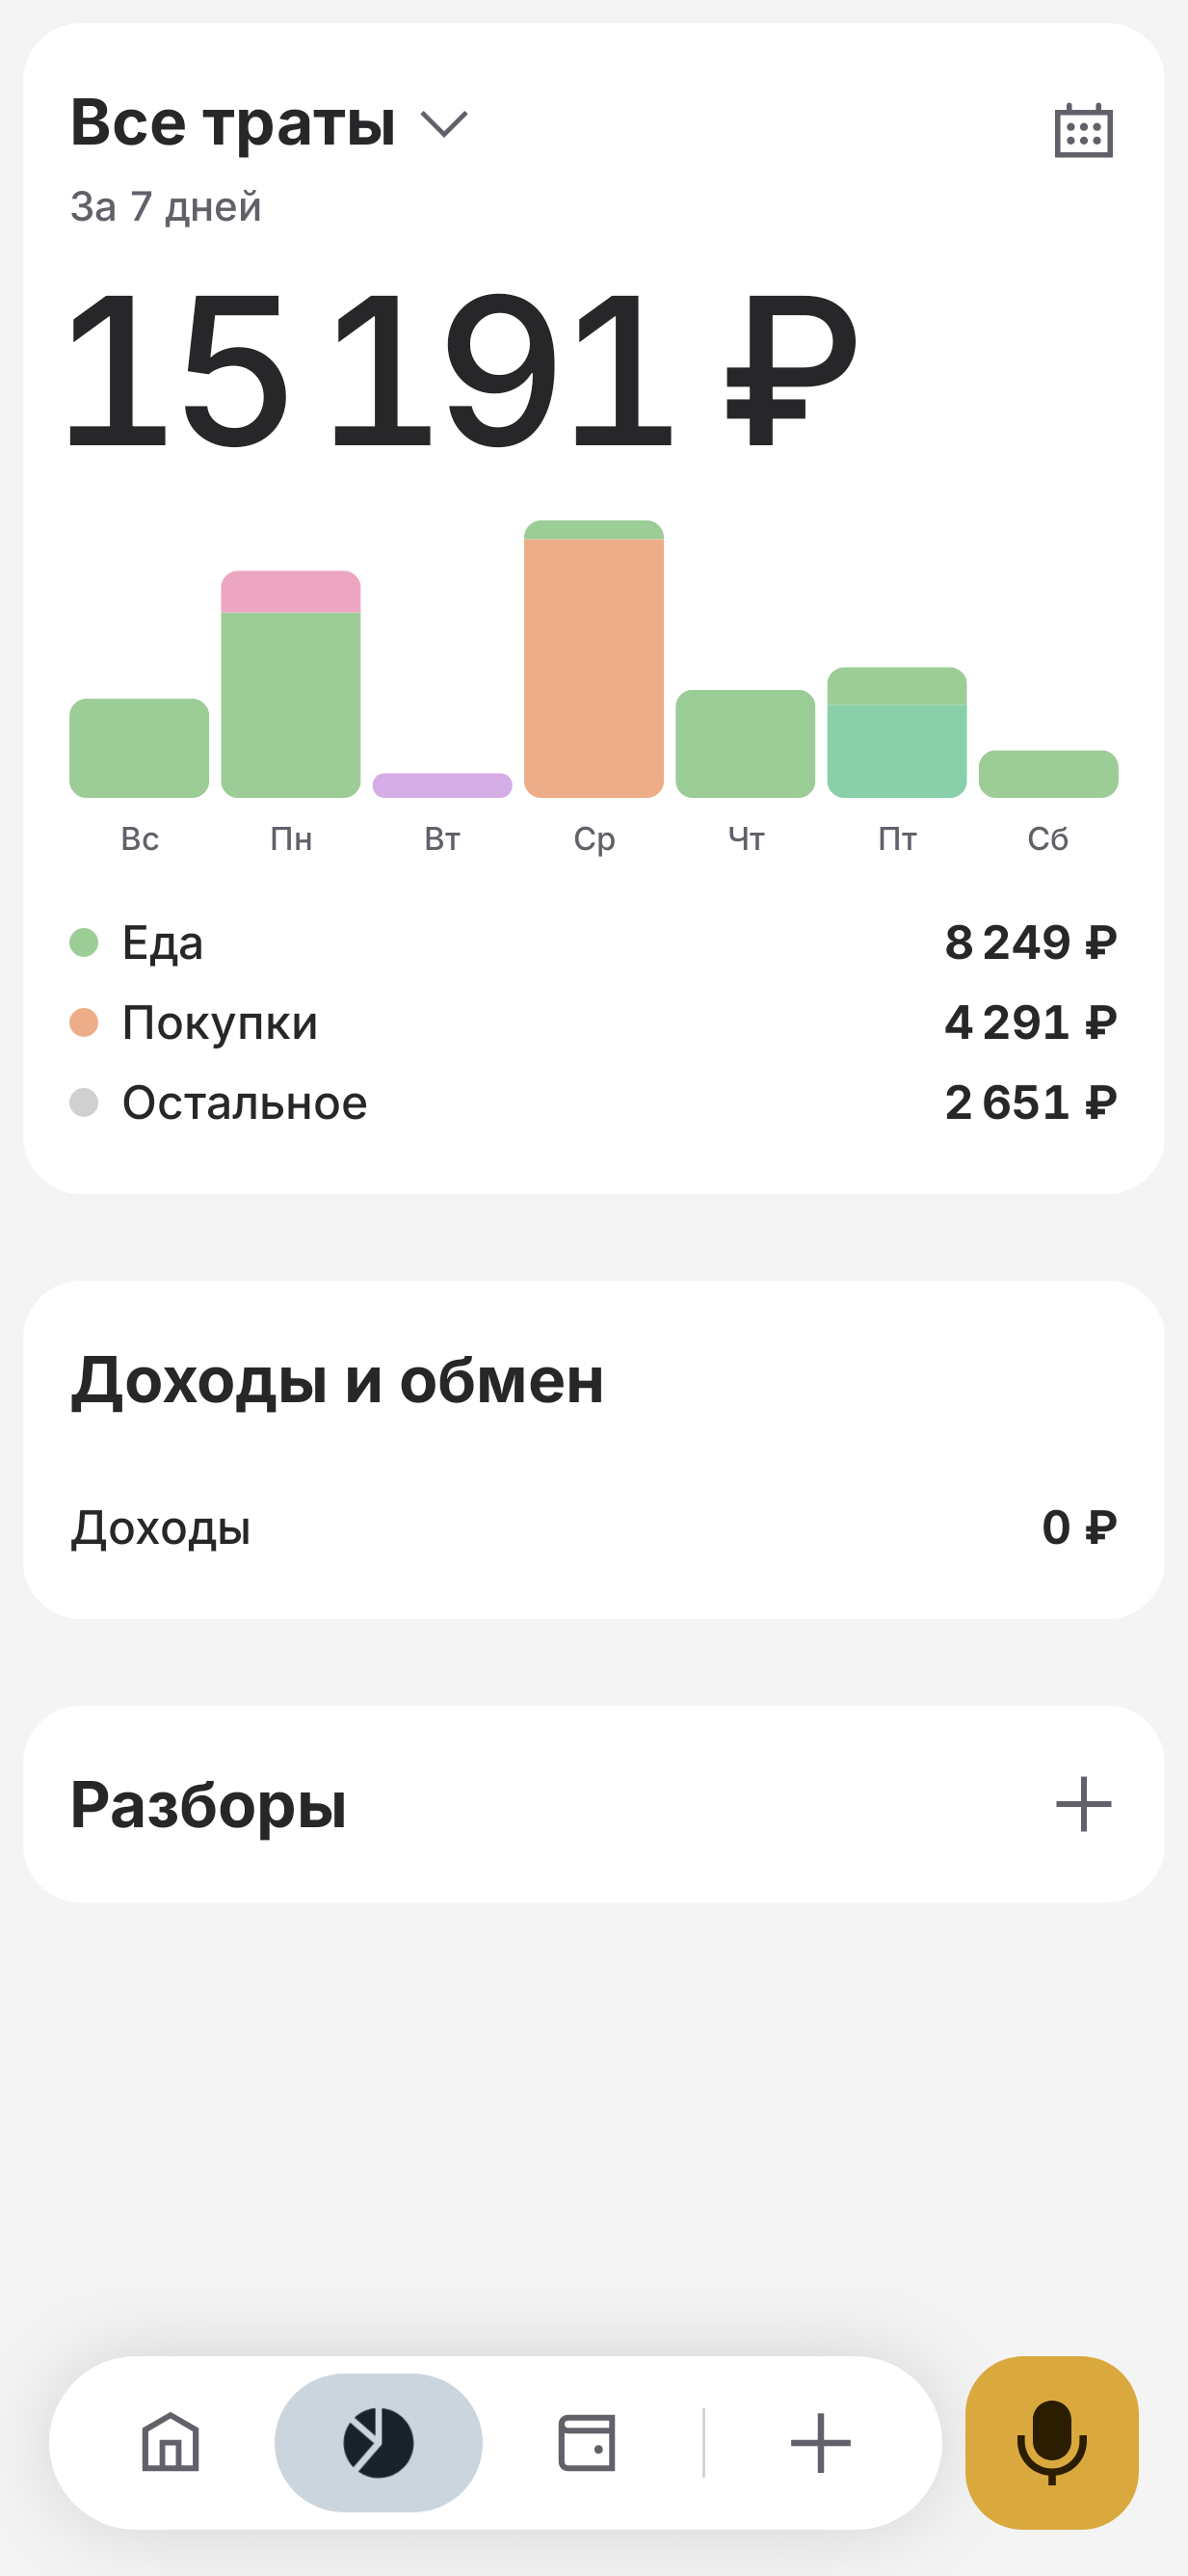 Все траты
За 7 дней
15 191 ₽
Вс Пн Вт Ср Чт Пт Сб
Еда 8 249 ₽
Покупки 4 291 ₽
Остальное 2 651 ₽
Доходы и обмен
Доходы 0 ₽
Разборы